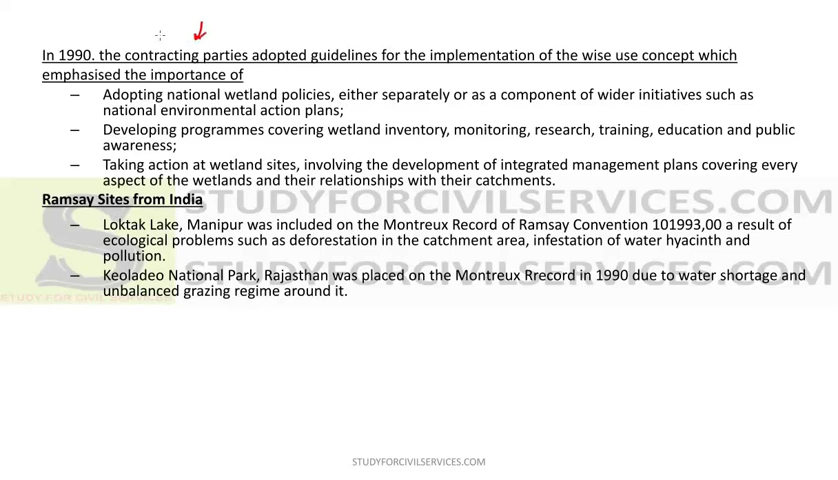 In 1990. the contracting parties adopted guidelines for the implementation of the wise use concept which
emphasised the importance of
– Adopting national wetland policies, either separately or as a component of wider initiatives such as
national environmental action plans;
– Developing programmes covering wetland inventory, monitoring, research, training, education and public
awareness;
– Taking action at wetland sites, involving the development of integrated management plans covering every
aspect of the wetlands and their relationships with their catchments.
Ramsay Sites from India
– Loktak Lake, Manipur was included on the Montreux Record of Ramsay Convention 101993,00 a result of
ecological problems such as deforestation in the catchment area, infestation of water hyacinth and
pollution.
– Keoladeo National Park, Rajasthan was placed on the Montreux Rrecord in 1990 due to water shortage and
unbalanced grazing regime around it.
STUDYFORCIVILSERVICES.COM
STUDYFORCIVILSERVICES.COM
STUDY FOR CIVIL SERVICES
STUDYFORCIVILSERVICES.COM